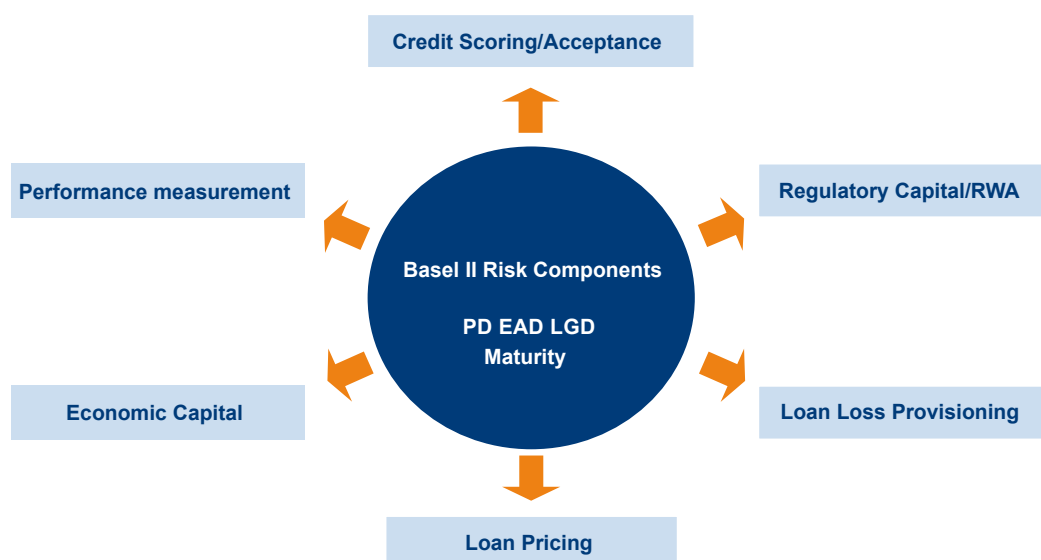 Credit Scoring/Acceptance
Performance measurement
Regulatory Capital/RWA
Basel II Risk Components
PD EAD LGD
Maturity
Economic Capital
Loan Loss Provisioning
Loan Pricing